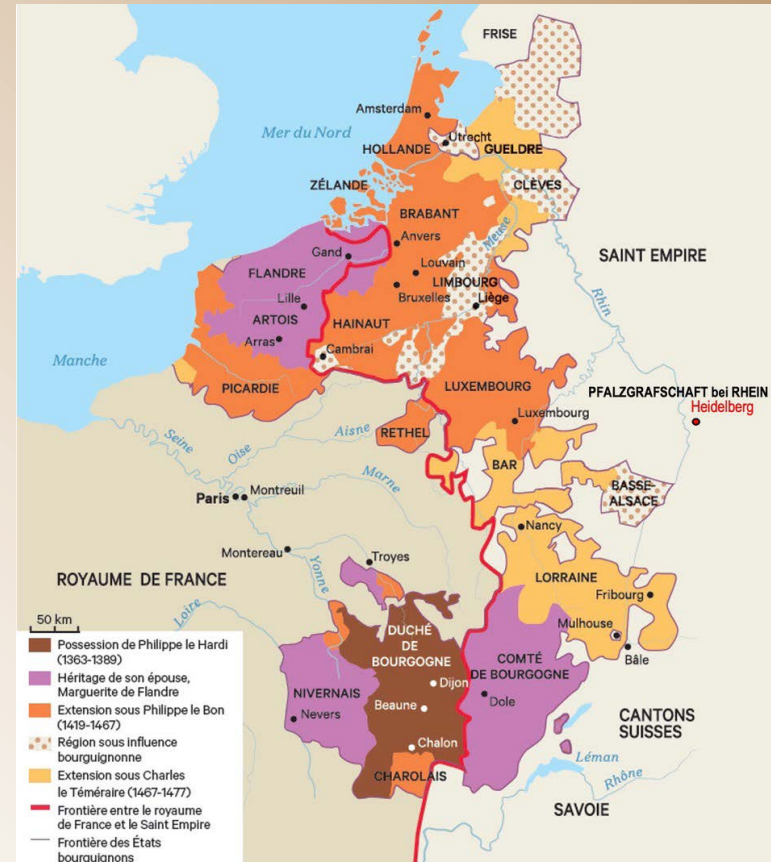 FRISE
Amsterdam
Mer du Nord
HOLLANDE
Utrecht
GUELDRE
ZÉLANDE
CLÈVES
BRABANT
Meuse
Anvers
Gand
SAINT EMPIRE
FLANDRE
Louvain
LIMBOURG
Rhin
Bruxelles
Liège
Lille
HAINAUT
ARTOIS
Arras
Cambrai
Manche
PICARDIE
LUXEMBOURG
PFALZGRAFSCHAFT bei RHEIN
Heidelberg
Luxembourg
RETHEL
Seine
Oise
Aisne
BAR
Marne
BASSE-
ALSACE
Paris
Montreuil
Nancy
Montereau
Troyes
Yonne
LORRAINE
ROYAUME DE FRANCE
Fribourg
Loire
50 km
Mulhouse
DUCHÉ
DE
BOURGOGNE
COMTÉ
DE BOURGOGNE
Bâle
Dijon
NIVERNAIS
Dole
Beaune
Nevers
CANTONS
SUISSES
Chalon
Léman
CHAROLAIS
Rhône
SAVOIE
Possession de Philippe le Hardi
(1363-1389)
Héritage de son épouse,
Marguerite de Flandre
Extension sous Philippe le Bon
(1419-1467)
Région sous influence
bourguignonne
Extension sous Charles
le Téméraire (1467-1477)
Frontière entre le royaume
de France et le Saint Empire
Frontière des États
bourguignons